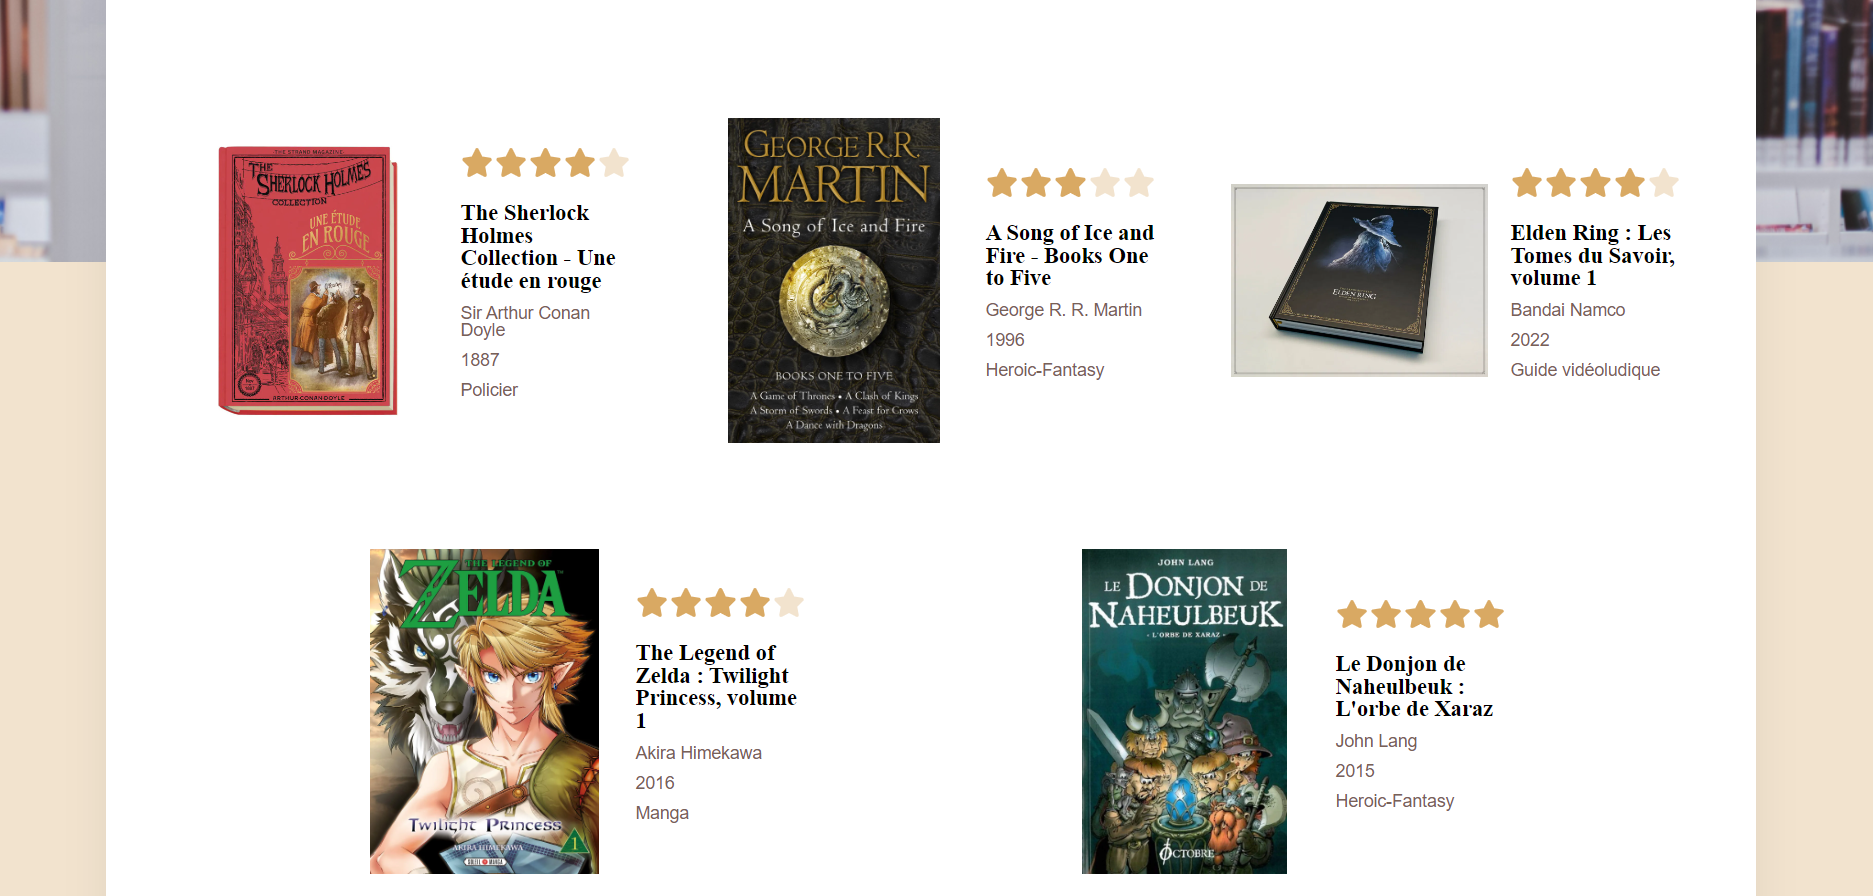 THE STRAND MAGAZINE
THE
SHERLOCK HOLMES
COLLECTION
UNE ÉTUDE
EN ROUGE
ARTHUR CONAN DOYLE
The Sherlock
Holmes
Collection - Une
étude en rouge
Sir Arthur Conan
Doyle
1887
Policier
GEORGE R.R.
MARTIN
A Song of Ice and Fire
BOOKS ONE TO FIVE
A Game of Thrones • A Clash of Kings
A Storm of Swords • A Feast for Crows
A Dance with Dragons
A Song of Ice and
Fire - Books One
to Five
George R. R. Martin
1996
Heroic-Fantasy
ELDEN RING
Elden Ring : Les
Tomes du Savoir,
volume 1
Bandai Namco
2022
Guide vidéoludique
THE LEGEND OF
ZELDA
TWILIGHT PRINCESS
AKIRA HIMEKAWA
1
SOLEIL MANGA
The Legend of
Zelda : Twilight
Princess, volume
1
Akira Himekawa
2016
Manga
JOHN LANG
LE DONJON DE
NAHEULBEUK
- L'ORBE DE XARAZ -
OCTOBRE
Le Donjon de
Naheulbeuk :
L'orbe de Xaraz
John Lang
2015
Heroic-Fantasy